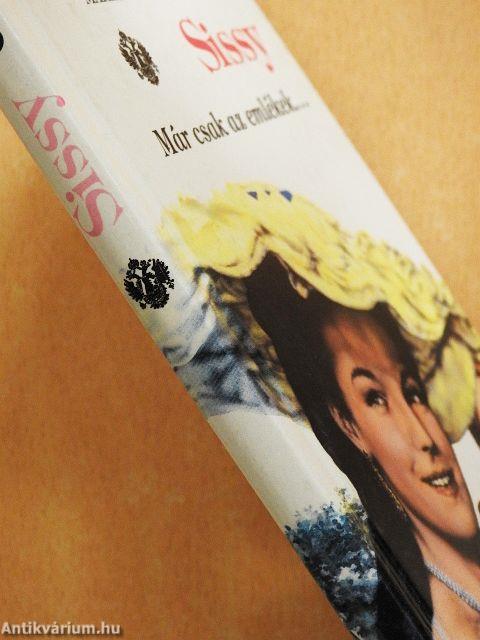 Sissy
Már csak az emlékek...
Sissy
Antikvárium.hu